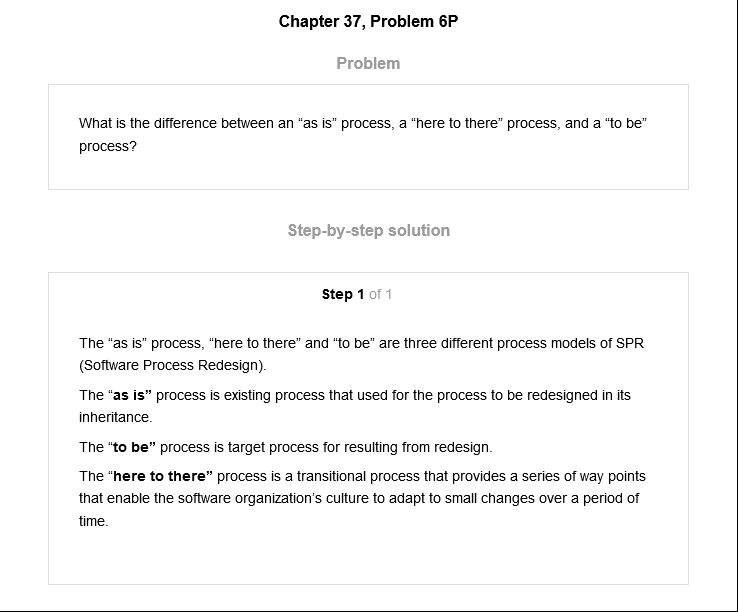 Chapter 37, Problem 6P
Problem
What is the difference between an “as is” process, a “here to there” process, and a “to be”
process?
Step-by-step solution
Step 1 of 1
The “as is” process, “here to there” and “to be” are three different process models of SPR
(Software Process Redesign).
The “as is” process is existing process that used for the process to be redesigned in its
inheritance.
The “to be” process is target process for resulting from redesign.
The “here to there” process is a transitional process that provides a series of way points
that enable the software organization’s culture to adapt to small changes over a period of
time.